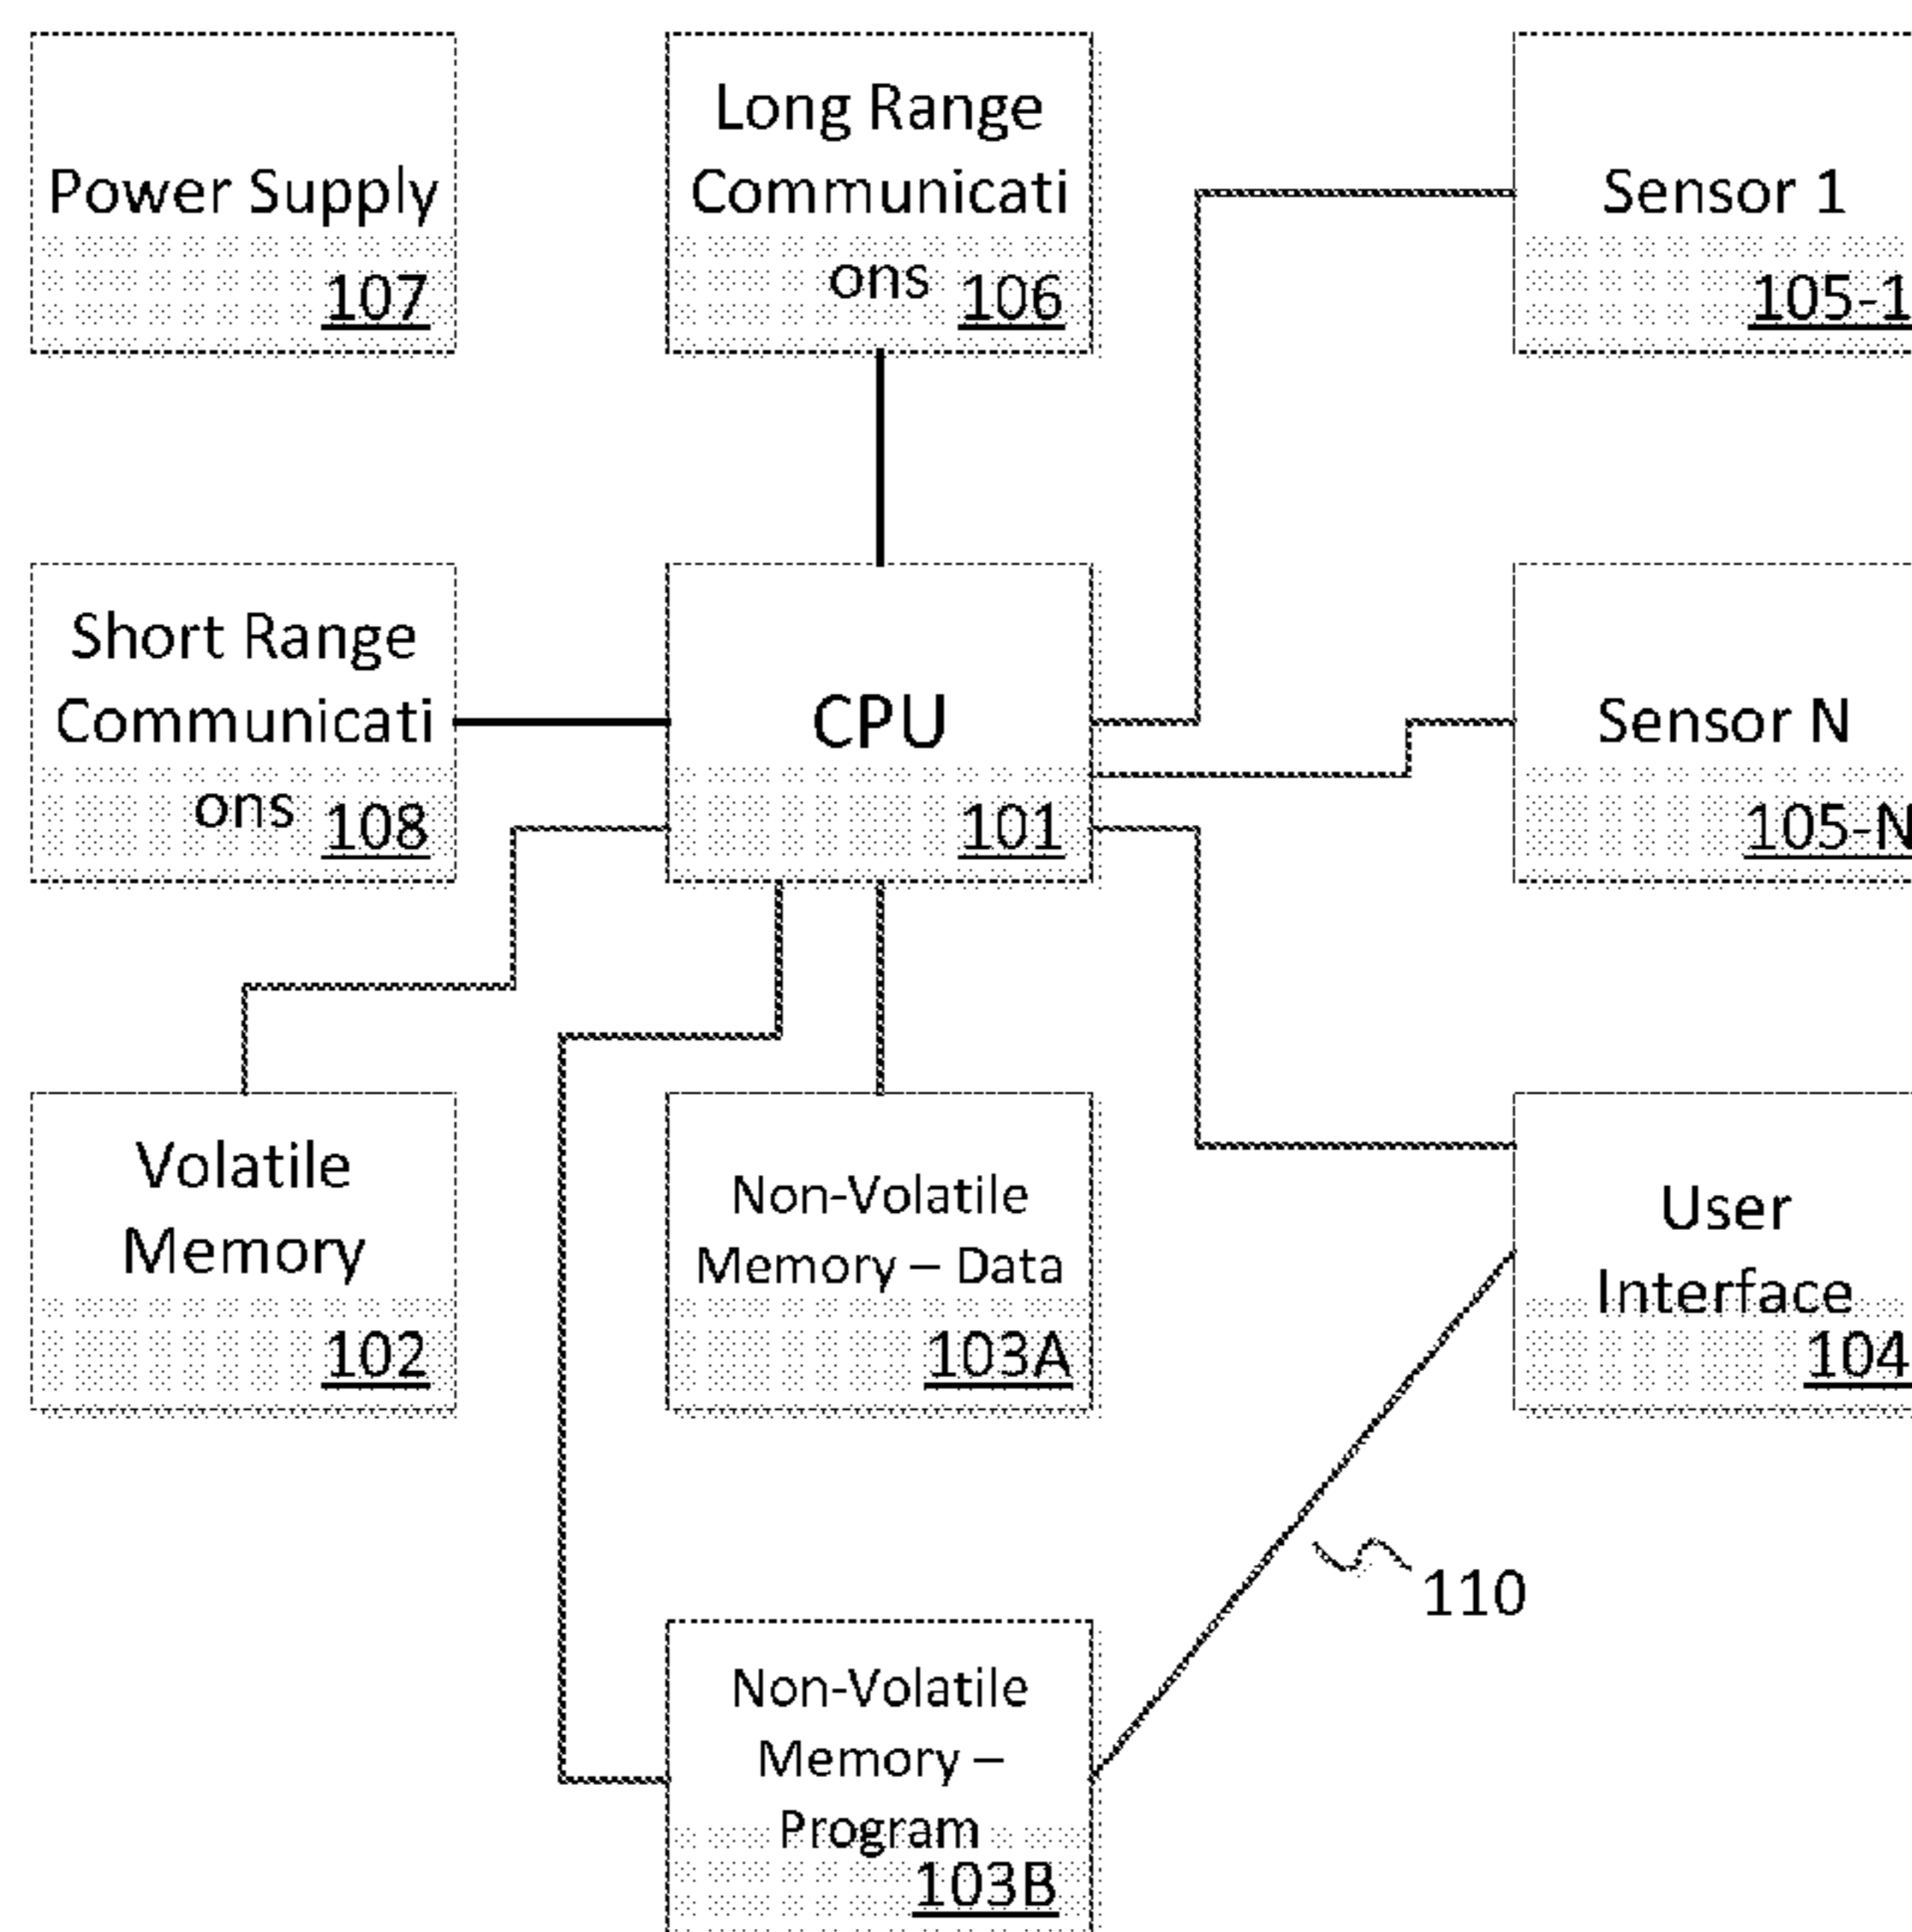 Power Supply
107
Long Range
Communicati
ons 106
Sensor 1
105-1
Short Range
Communicati
ons 108
CPU
101
Sensor N
105-N
Volatile
Memory
102
Non-Volatile
Memory – Data
103A
User
Interface
104
110
Non-Volatile
Memory –
Program
103B